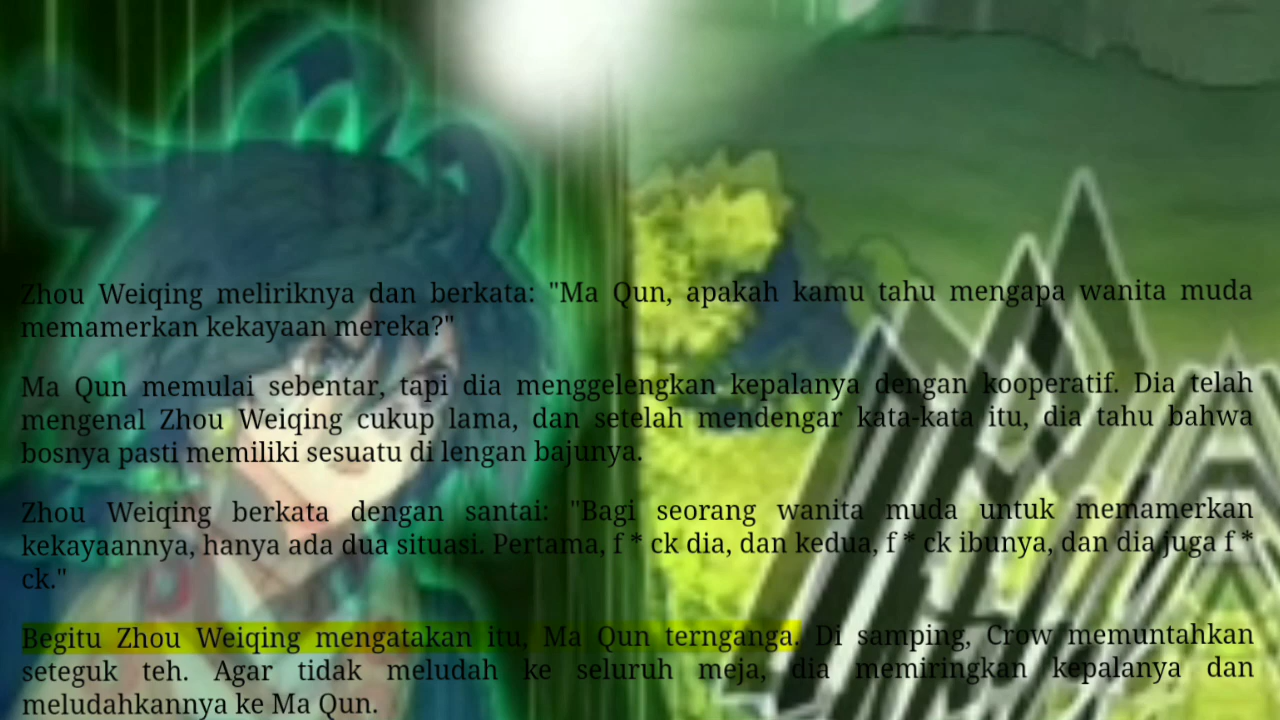 Zhou Weiqing meliriknya dan berkata: "Ma Qun, apakah kamu tahu mengapa wanita muda
memamerkan kekayaan mereka?"
Ma Qun memulai sebentar, tapi dia menggelengkan kepalanya dengan kooperatif. Dia telah
mengenal Zhou Weiqing cukup lama, dan setelah mendengar kata-kata itu, dia tahu bahwa
bosnya pasti memiliki sesuatu di lengan bajunya.
Zhou Weiqing berkata dengan santai: "Bagi seorang wanita muda untuk memamerkan
kekayaannya, hanya ada dua situasi. Pertama, f * ck dia, dan kedua, f * ck ibunya, dan dia juga f *
ck."
Begitu Zhou Weiqing mengatakan itu, Ma Qun ternganga. Di samping, Crow memuntahkan
seteguk teh. Agar tidak meludah ke seluruh meja, dia memiringkan kepalanya dan
meludahkannya ke Ma Qun.